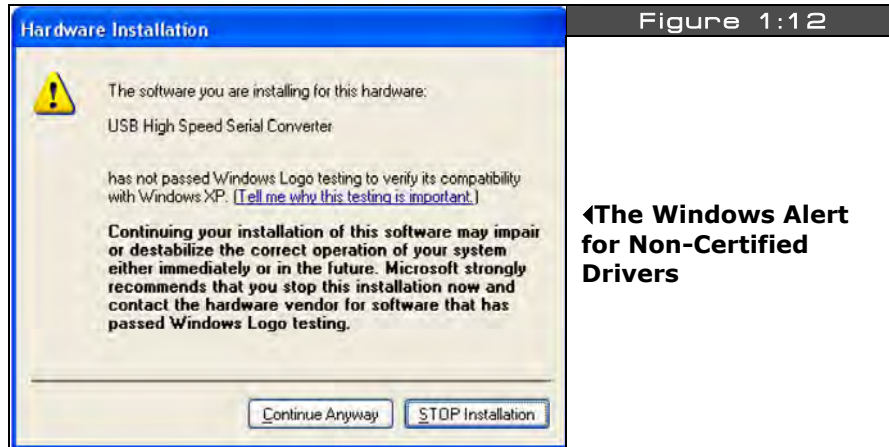 Hardware Installation
The software you are installing for this hardware:
USB High Speed Serial Converter
has not passed Windows Logo testing to verify its compatibility
with Windows XP. (Tell me why this testing is important.)
Continuing your installation of this software may impair
or destabilize the correct operation of your system
either immediately or in the future. Microsoft strongly
recommends that you stop this installation now and
contact the hardware vendor for software that has
passed Windows Logo testing.
Continue Anyway
STOP Installation
Figure 1:12
The Windows Alert
for Non-Certified
Drivers